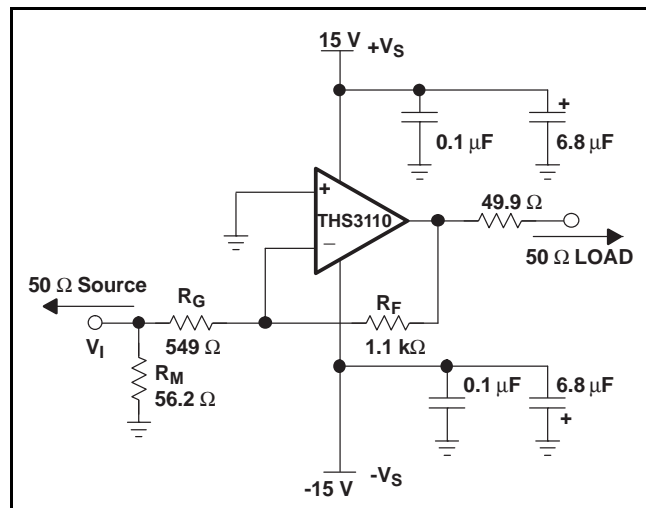 15 V
+VS
+
0.1 μF
6.8 μF
+
THS3110
−
49.9 Ω
50 Ω LOAD
50 Ω Source
RG
549 Ω
RF
1.1 kΩ
VI
RM
56.2 Ω
0.1 μF
6.8 μF
+
-15 V
-VS